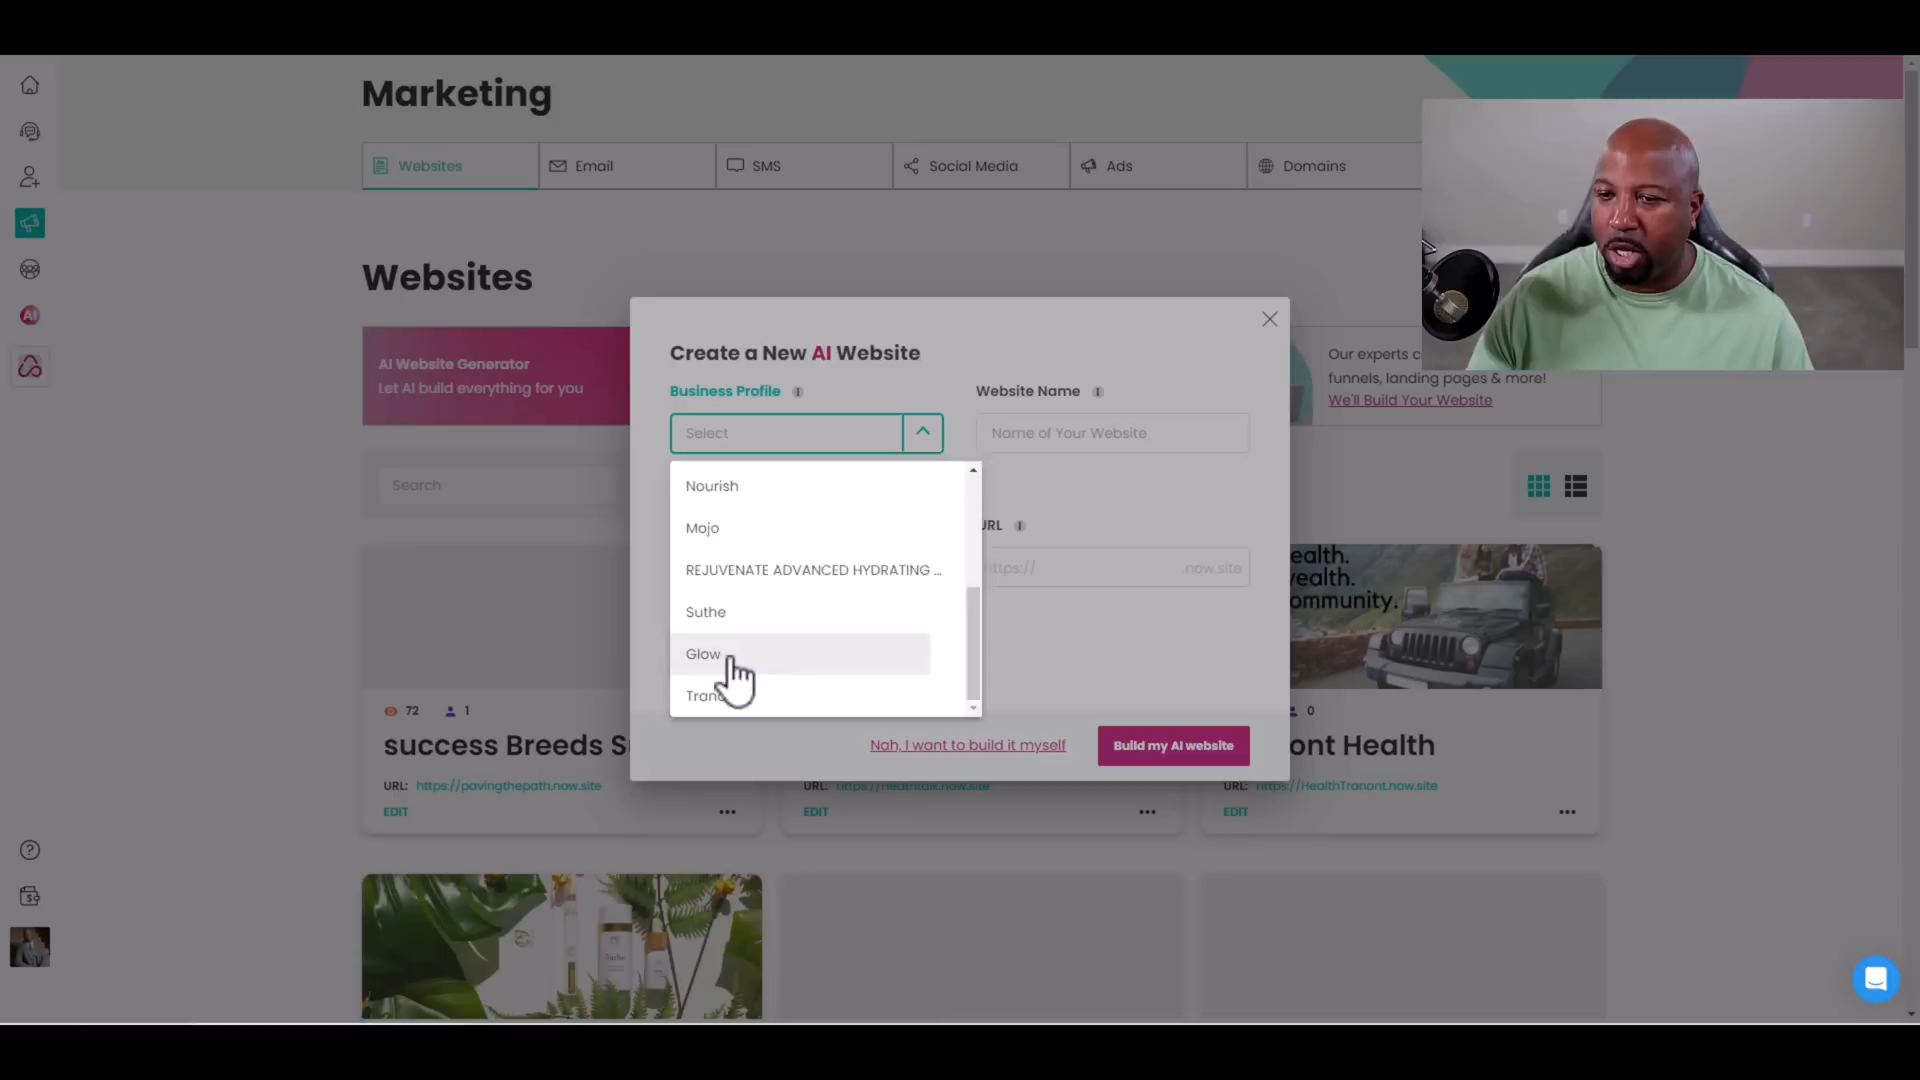 Marketing
Websites
Email
SMS
Social Media
Ads
Domains
Websites
AI Website Generator
Let AI build everything for you
Our experts c
funnels, landing pages & more!
We'll Build Your Website
Search
Create a New AI Website
Business Profile
Website Name
Select
Name of Your Website
Nourish
Mojo
REJUVENATE ADVANCED HYDRATING ...
Suthe
Glow
URL
https://
.now.site
Nah, I want to build it myself
Build my AI website
ealth.
ealth.
ommunity.
72
1
0
success Breeds S
ont Health
URL: https://pavingthepath.now.site
URL:
URL: https://HealthTranont.now.site
EDIT
EDIT
EDIT
AI